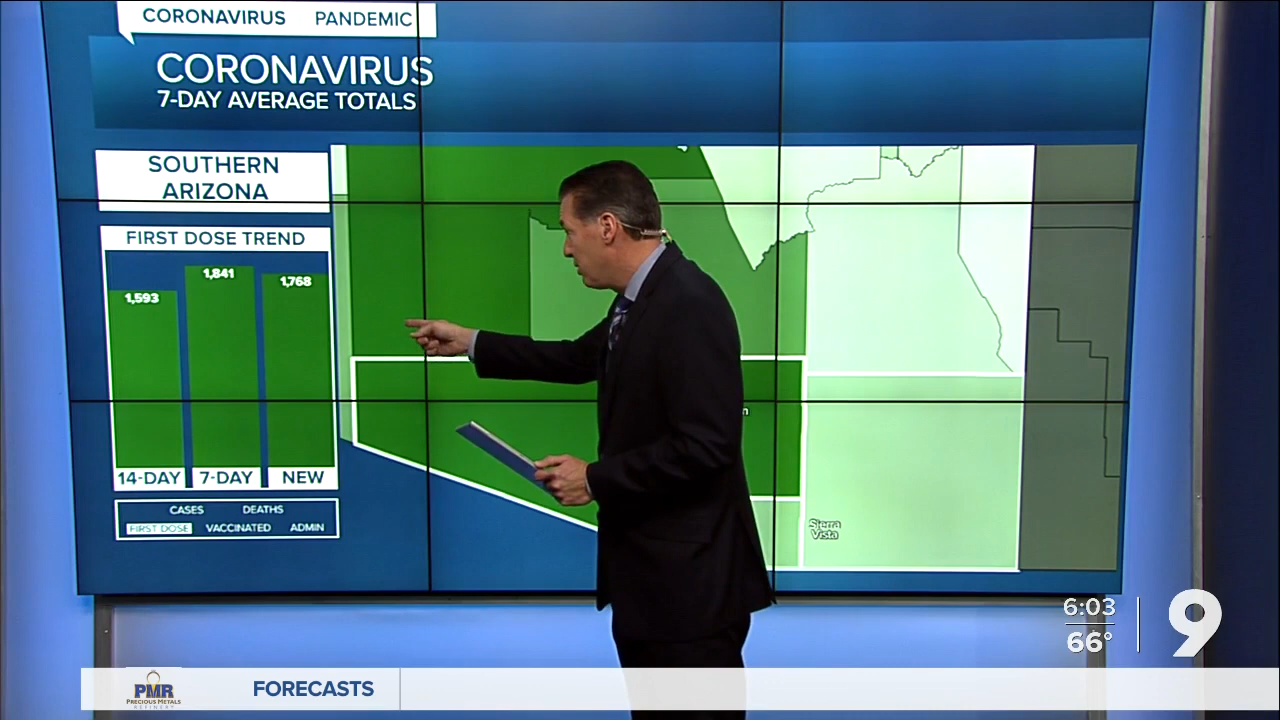 CORONAVIRUS PANDEMIC
CORONAVIRUS
7-DAY AVERAGE TOTALS
SOUTHERN
ARIZONA
FIRST DOSE TREND
1,593
1,841
1,768
14-DAY
7-DAY
NEW
CASES DEATHS
FIRST DOSE VACCINATED ADMIN
n
Sierra
Vista
6:03
66°
9
PMR
PRECIOUS METALS
REFINERY
FORECASTS